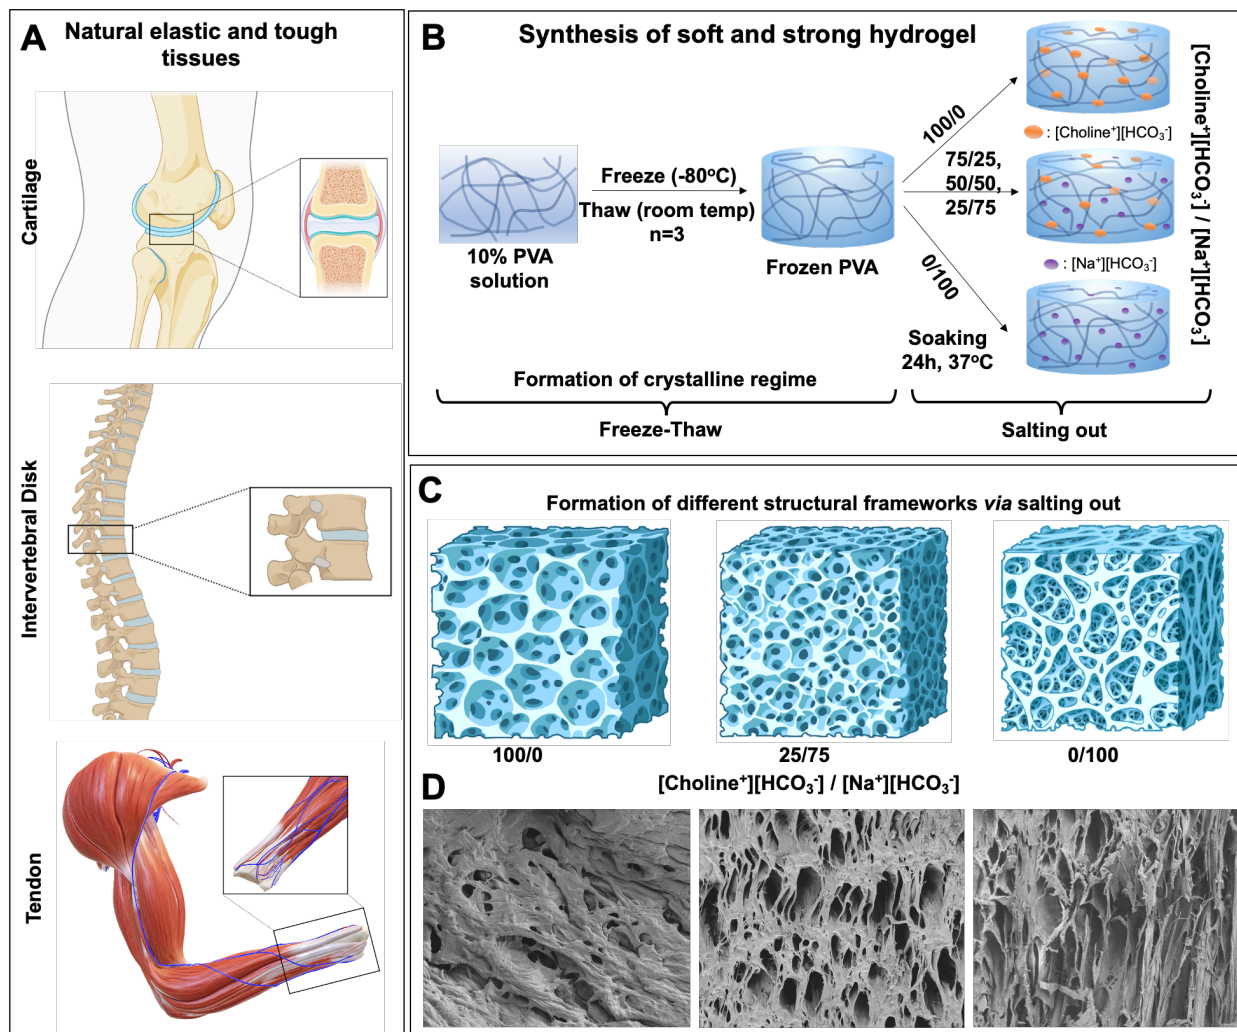 A
Natural elastic and tough
tissues
Cartilage
Intervertebral Disk
Tendon
B
Synthesis of soft and strong hydrogel
10% PVA
solution
Freeze (-80ºC)
Thaw (room temp)
n=3
Frozen PVA
100/0
75/25,
50/50,
25/75
0/100
Soaking
24h, 37ºC
: [Choline⁺][HCO₃⁻]
: [Na⁺][HCO₃⁻]
[Choline⁺][HCO₃⁻] / [Na⁺][HCO₃⁻]
Formation of crystalline regime
Freeze-Thaw
Salting out
C
Formation of different structural frameworks via salting out
100/0
25/75
0/100
[Choline⁺][HCO₃⁻] / [Na⁺][HCO₃⁻]
D